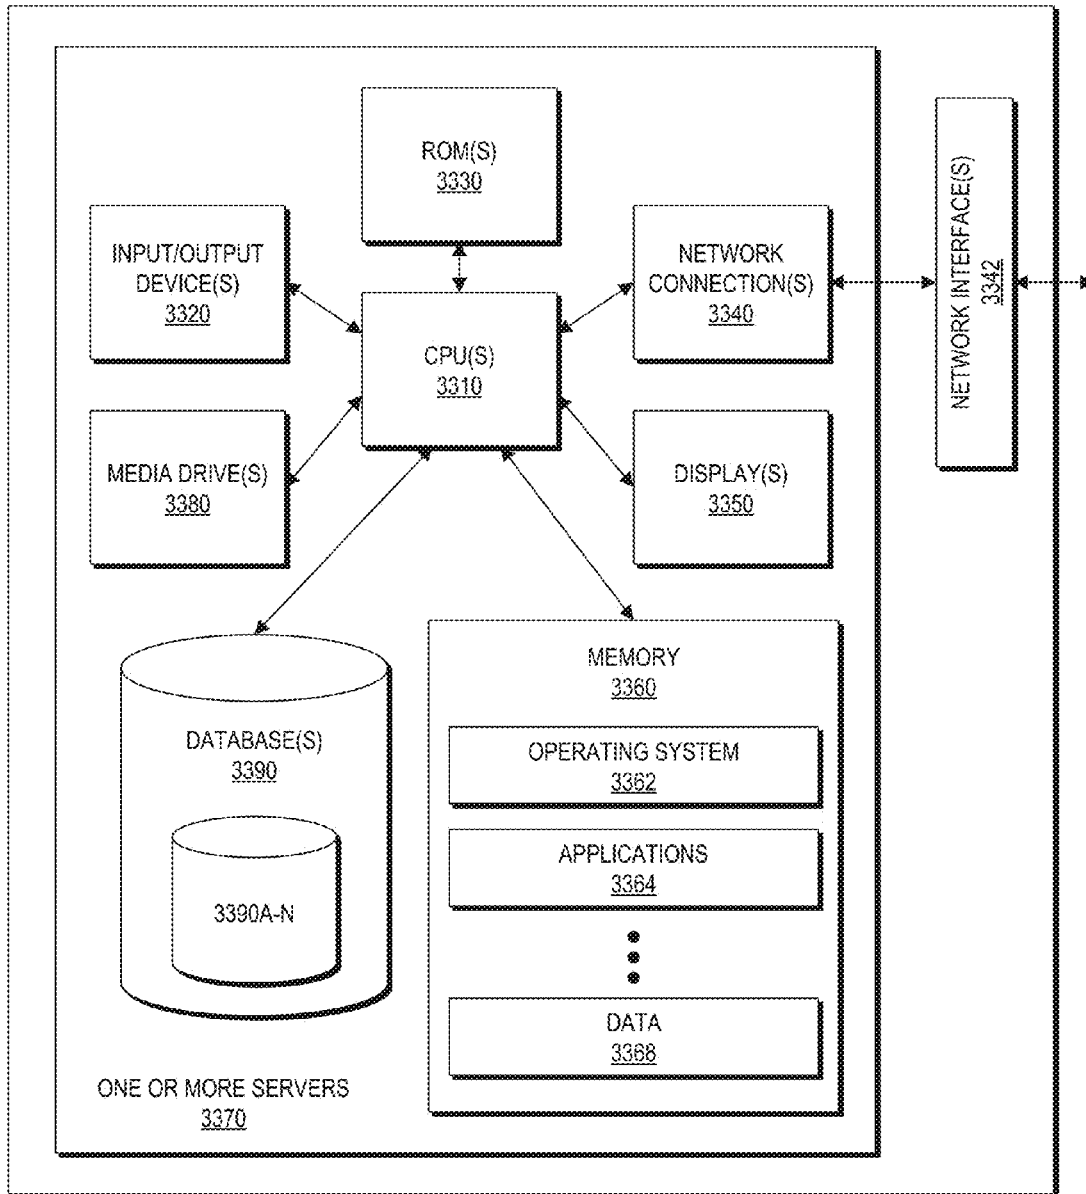 ROM(S)
3330
INPUT/OUTPUT
DEVICE(S)
3320
NETWORK
CONNECTION(S)
3340
NETWORK INTERFACE(S)
3342
CPU(S)
3310
MEDIA DRIVE(S)
3380
DISPLAY(S)
3350
DATABASE(S)
3390
3390A-N
MEMORY
3360
OPERATING SYSTEM
3362
APPLICATIONS
3364
DATA
3368
ONE OR MORE SERVERS
3370